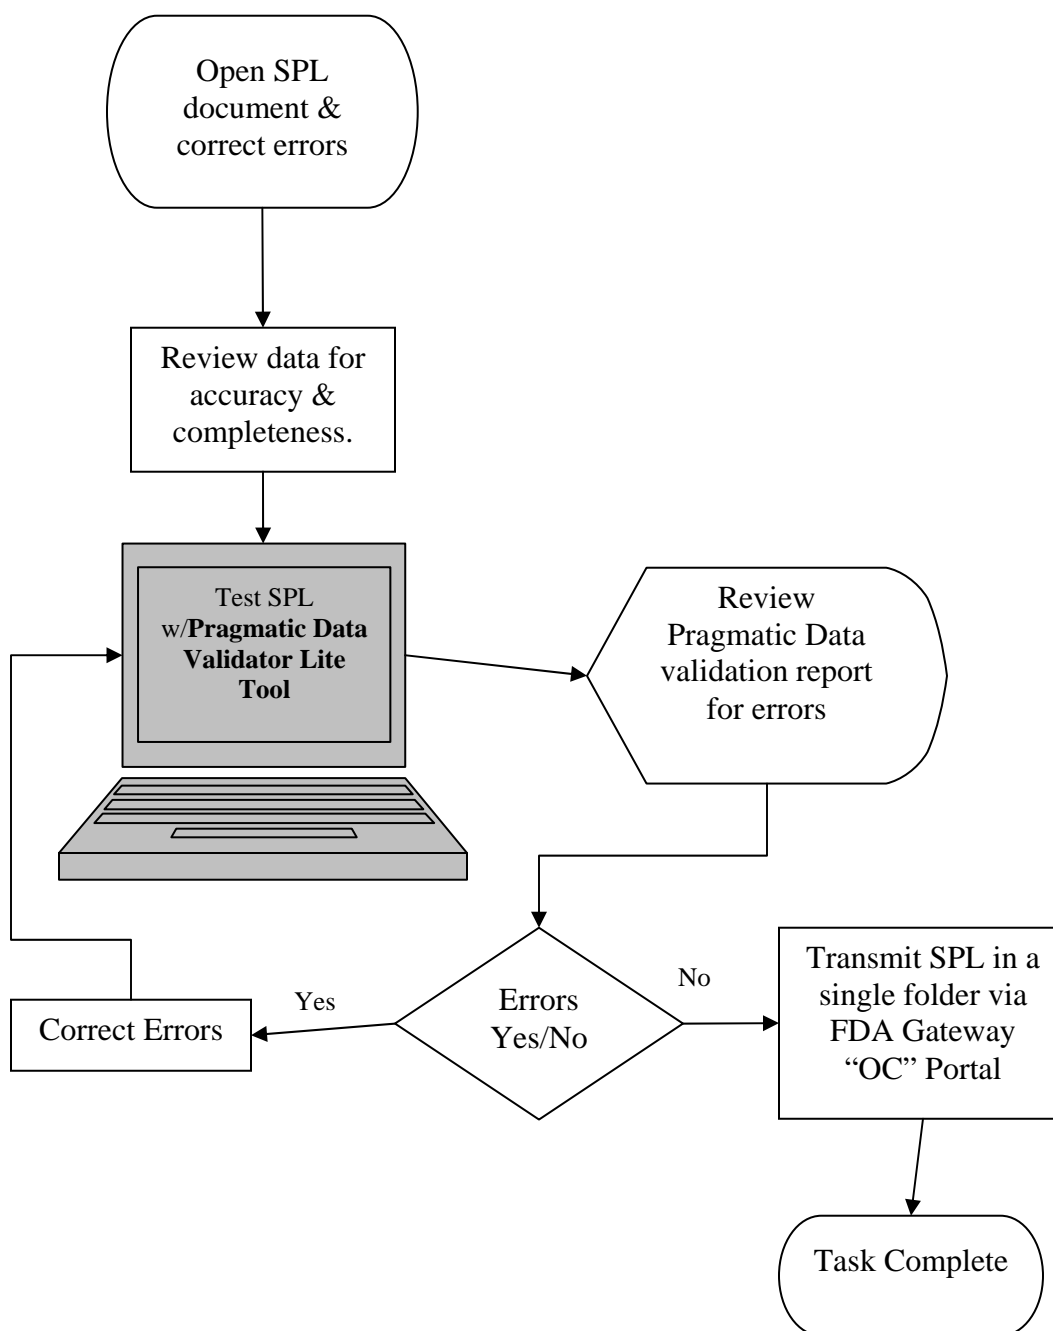 Open SPL
document &
correct errors
Review data for
accuracy &
completeness.
Test SPL
w/Pragmatic Data
Validator Lite
Tool
Review
Pragmatic Data
validation report
for errors
Errors
Yes/No
Yes
No
Correct Errors
Transmit SPL in a
single folder via
FDA Gateway
“OC” Portal
Task Complete